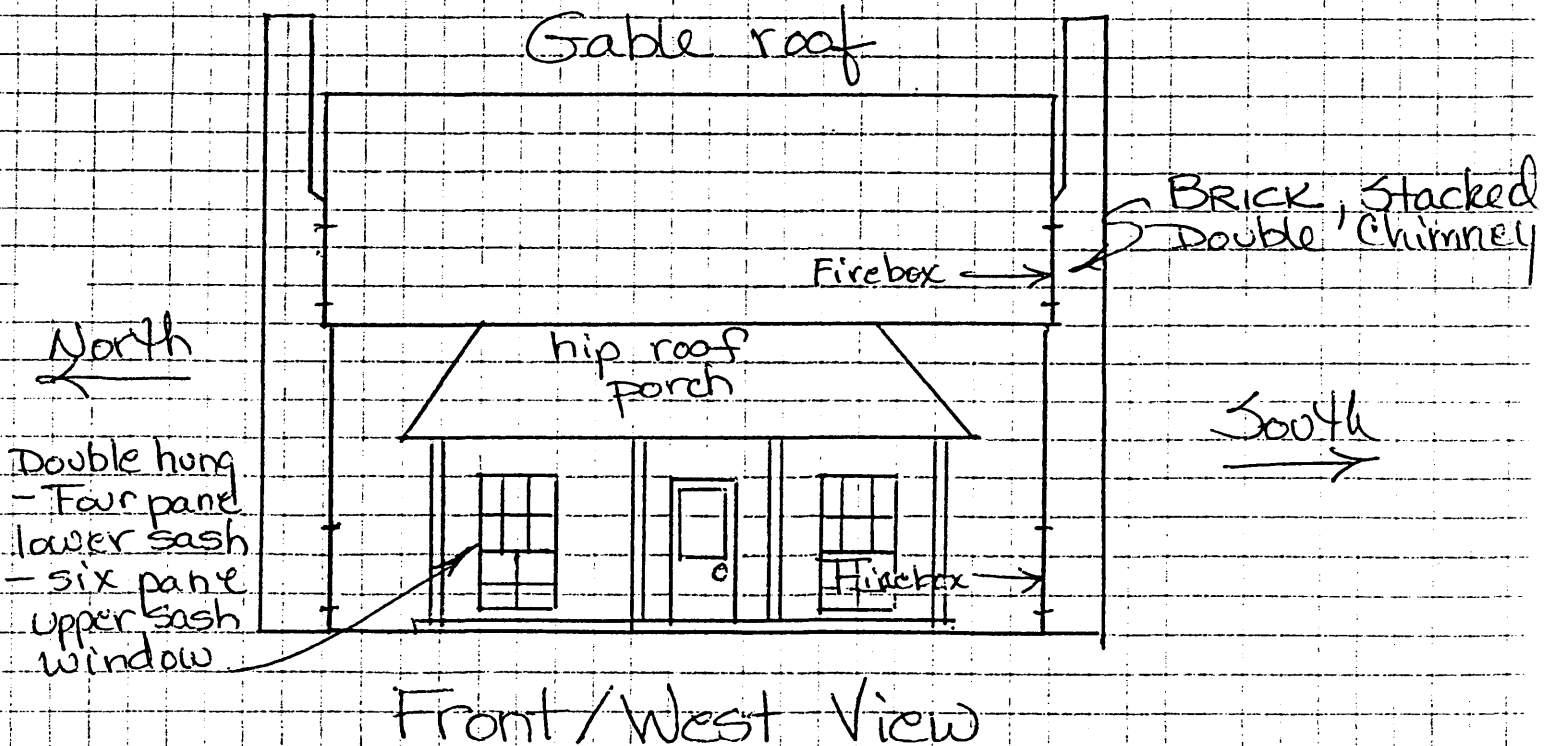 Gable roof
BRICK, Stacked
Double Chimney
Firebox
North
hip roof
porch
South
Double hung
- Four pane
lower sash
- six pane
upper sash
window
Firebox
Front/West View